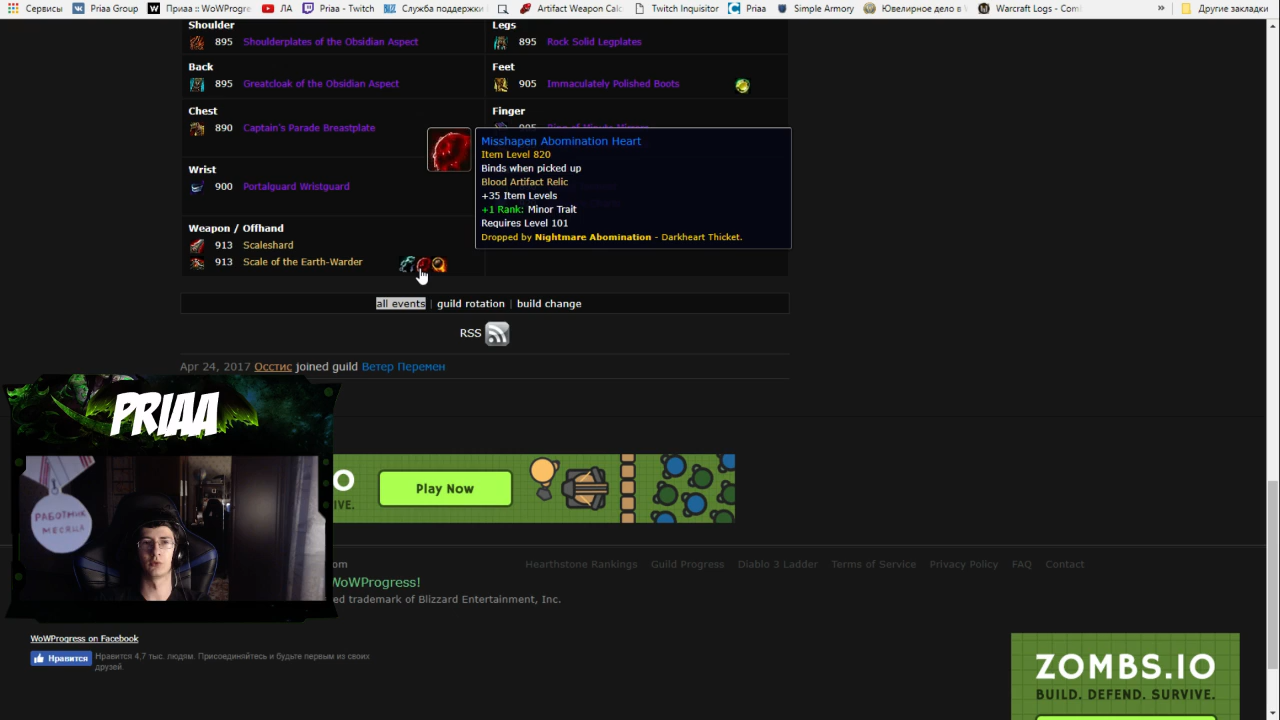 Сервисы Priaa Group Приаа :: WoWProgre ЛА Priaa - Twitch Служба поддержки Artifact Weapon Calc Twitch Inquisitor Priaa Simple Armory Ювелирное дело в Warcraft Logs - Com » Другие закладки
Shoulder Legs
895 Shoulderplates of the Obsidian Aspect 895 Rock Solid Legplates
Back Feet
895 Greatcloak of the Obsidian Aspect 905 Immaculately Polished Boots
Chest Finger
890 Captain's Parade Breastplate
Misshapen Abomination Heart
Item Level 820
Binds when picked up
Blood Artifact Relic
+35 Item Levels
+1 Rank: Minor Trait
Requires Level 101
Dropped by Nightmare Abomination - Darkheart Thicket.
Wrist
900 Portalguard Wristguard
Weapon / Offhand
913 Scaleshard
913 Scale of the Earth-Warder
all events | guild rotation | build change
RSS
Apr 24, 2017 Осстис joined guild Ветер Перемен
PRIAA
РАБОТНИК
МЕСЯЦА
Play Now
IVE.
om Hearthstone Rankings Guild Progress Diablo 3 Ladder Terms of Service Privacy Policy FAQ Contact
WoWProgress!
ed trademark of Blizzard Entertainment, Inc.
WoWProgress on Facebook
Нравится Нравится 4,7 тыс. людям. Присоединяйтесь и будьте первым из своих
друзей.
ZOMBS.IO
BUILD. DEFEND. SURVIVE.